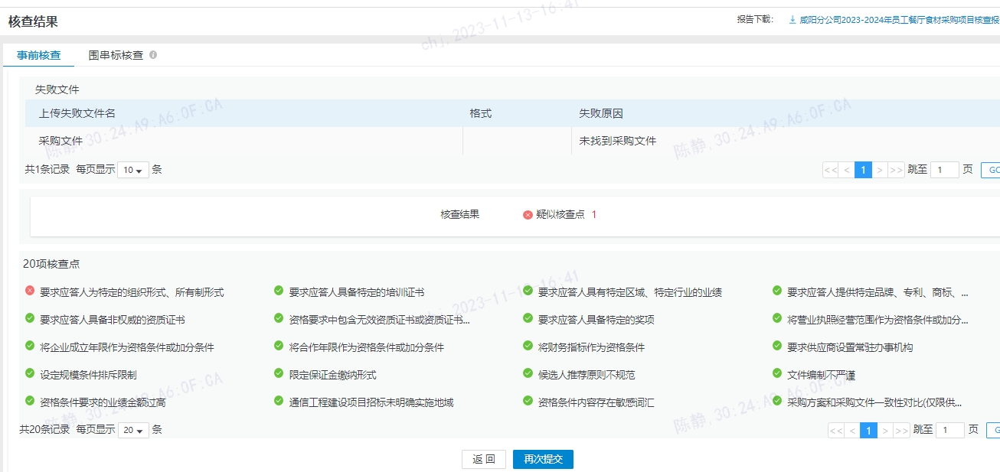 chj, 2023-11-13-16:41
核查结果
报告下载:
咸阳分公司2023-2024年员工餐厅食材采购项目核查报
事前核查
围串标核查
失败文件
上传失败文件名 格式 失败原因
采购文件 未找到采购文件
陈静,30:24:A9:A6:0F:CA
陈静,30:24:A9:A6:0F:CA
共1条记录 每页显示 10 条
<< < 1 > >> 跳至 1 页 GO
核查结果 疑似核查点 1
20项核查点
要求应答人为特定的组织形式、所有制形式 要求应答人具备特定的培训证书 要求应答人具有特定区域、特定行业的业绩 要求应答人提供特定品牌、专利、商标、...
chj, 2023-11-13-16:41
要求应答人具备非权威的资质证书 资格要求中包含无效资质证书或资质证书... 要求应答人具备特定的奖项 将营业执照经营范围作为资格条件或加分...
将企业成立年限作为资格条件或加分条件 将合作年限作为资格条件或加分条件 将财务指标作为资格条件 要求供应商设置常驻办事机构
设定规模条件排斥限制 限定保证金缴纳形式 候选人推荐原则不规范 文件编制不严谨
资格条件要求的业绩金额过高 通信工程建设项目招标未明确实施地域 资格条件内容存在敏感词汇 采购方案和采购文件一致性对比(仅限供...
陈静,30:24:A9:A6:0F:CA
陈静,30:24:A9:A6:0F:CA
共20条记录 每页显示 20 条
<< < 1 > >> 跳至 1 页 G
返 回
再次提交